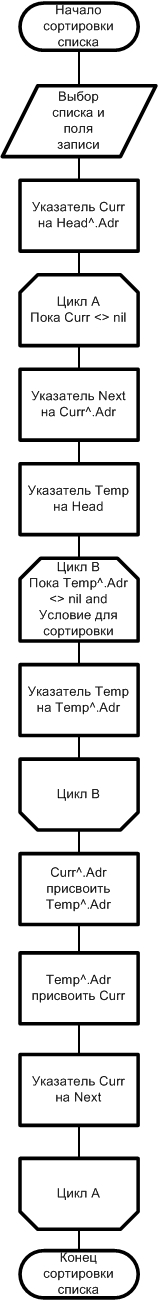 Начало
сортировки
списка
Выбор
списка и
поля
записи
Указатель Curr
на Head^.Adr
Цикл A
Пока Curr <> nil
Указатель Next
на Curr^.Adr
Указатель Temp
на Head
Цикл B
Пока Temp^.Adr
<> nil and
Условие для
сортировки
Указатель Temp
на Temp^.Adr
Цикл B
Curr^.Adr
присвоить
Temp^.Adr
Temp^.Adr
присвоить Curr
Указатель Curr
на Next
Цикл A
Конец
сортировки
списка